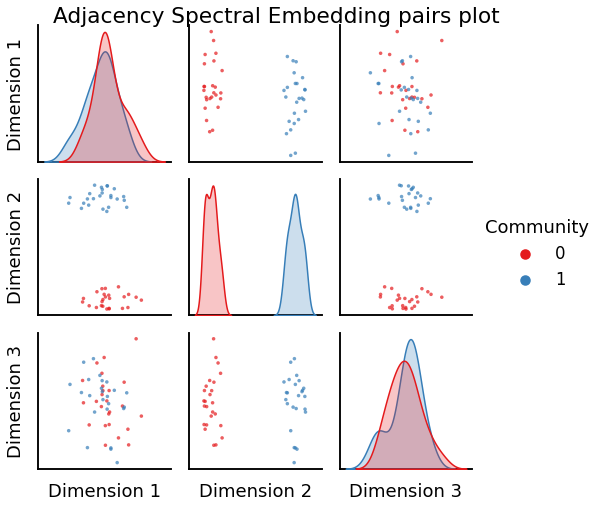 Adjacency Spectral Embedding pairs plot
Dimension 1
Dimension 2
Dimension 3
Community
0
1
Dimension 1
Dimension 2
Dimension 3